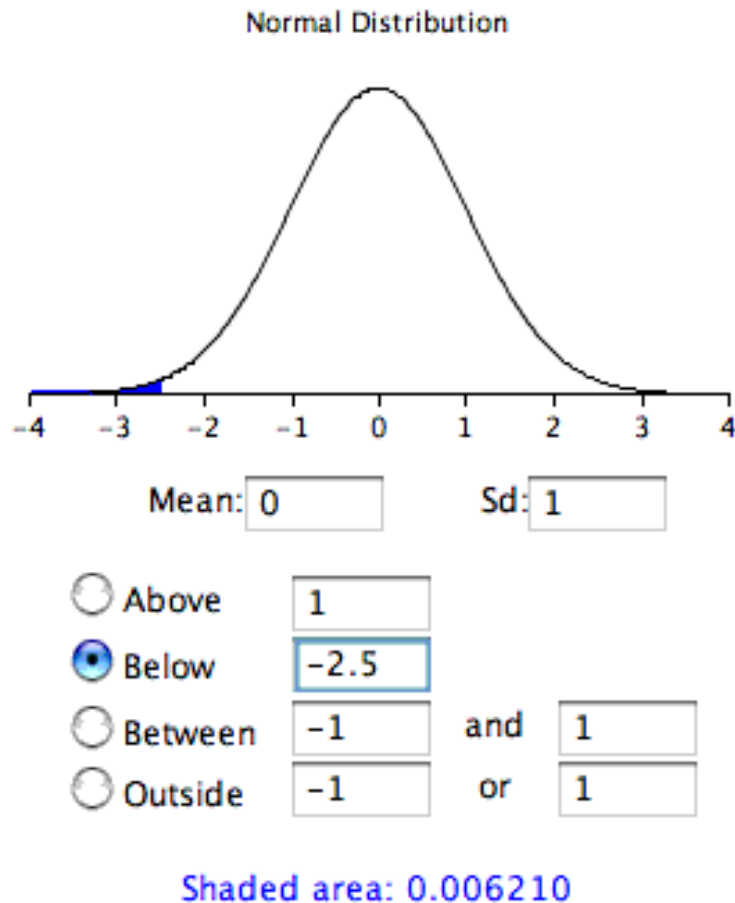 Normal Distribution
-4 -3 -2 -1 0 1 2 3 4
Mean: 0 Sd: 1
Above 1
Below -2.5
Between -1 and 1
Outside -1 or 1
Shaded area: 0.006210